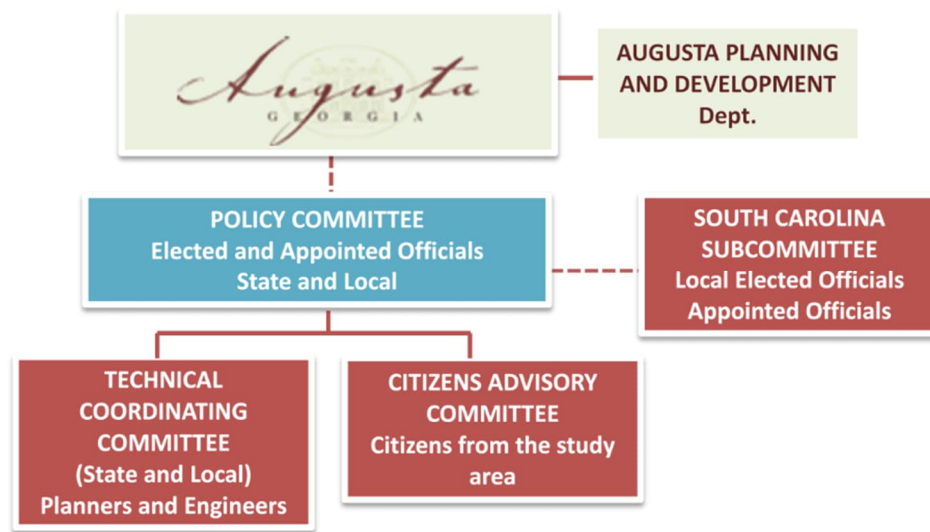 Augusta
GEORGIA
AUGUSTA PLANNING
AND DEVELOPMENT
Dept.
POLICY COMMITTEE
Elected and Appointed Officials
State and Local
SOUTH CAROLINA
SUBCOMMITTEE
Local Elected Officials
Appointed Officials
TECHNICAL
COORDINATING
COMMITTEE
(State and Local)
Planners and Engineers
CITIZENS ADVISORY
COMMITTEE
Citizens from the study
area